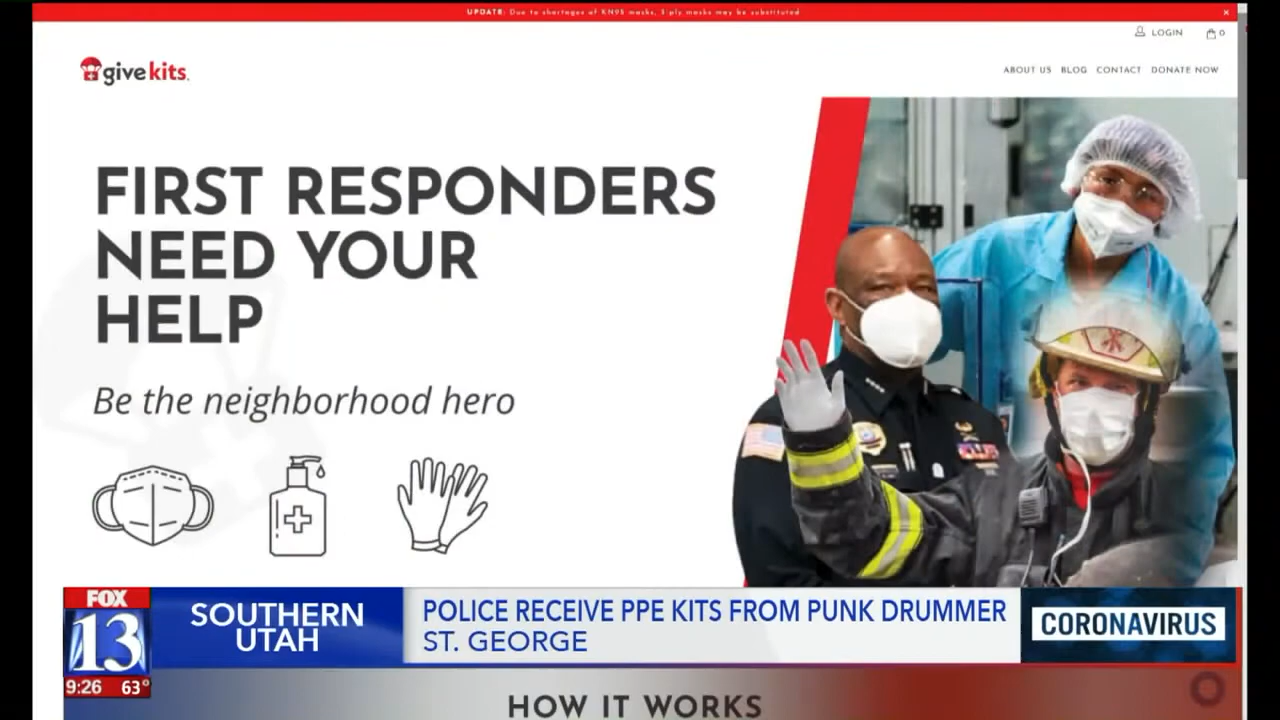 UPDATE: Due to shortages of KN95 masks, 3 ply masks may be substituted
LOGIN
0
givekits.
ABOUT US BLOG CONTACT DONATE NOW
FIRST RESPONDERS
NEED YOUR
HELP
Be the neighborhood hero
FOX
13
9:26 63°
SOUTHERN
UTAH
POLICE RECEIVE PPE KITS FROM PUNK DRUMMER
ST. GEORGE
CORONAVIRUS
HOW IT WORKS